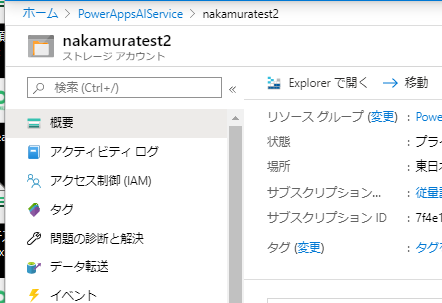 ホーム > PowerAppsAIService > nakamuratest2
nakamuratest2
ストレージ アカウント
検索 (Ctrl+/)
概要
アクティビティ ログ
アクセス制御 (IAM)
タグ
問題の診断と解決
データ転送
イベント
Explorer で開く → 移動
リソース グループ (変更) : Power
状態 : プライ
場所 : 東日本
サブスクリプション... : 従量課
サブスクリプション ID : 7f4e1
タグ (変更) : タグを